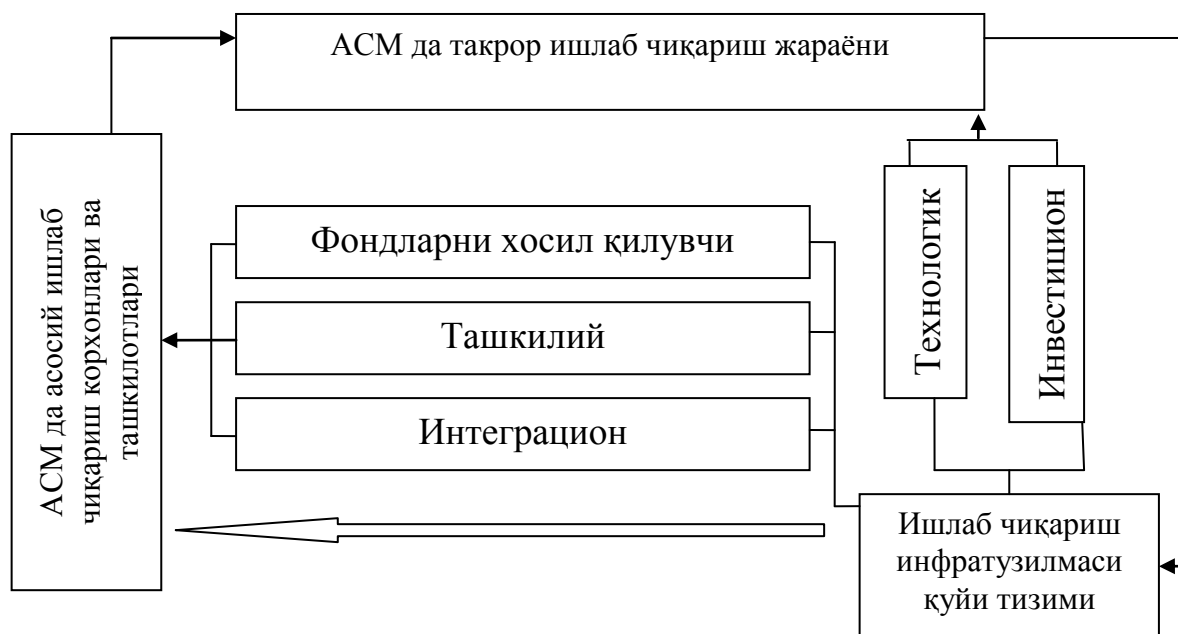 АСМ да такрор ишлаб чиқариш жараёни
АСМ да асосий ишлаб
чиқариш корхонлари ва
ташкилотлари
Фондларни хосил қилувчи
Ташкилий
Интеграцион
Технологик
Инвестицион
Ишлаб чиқариш
инфратузилмаси
қуйи тизими